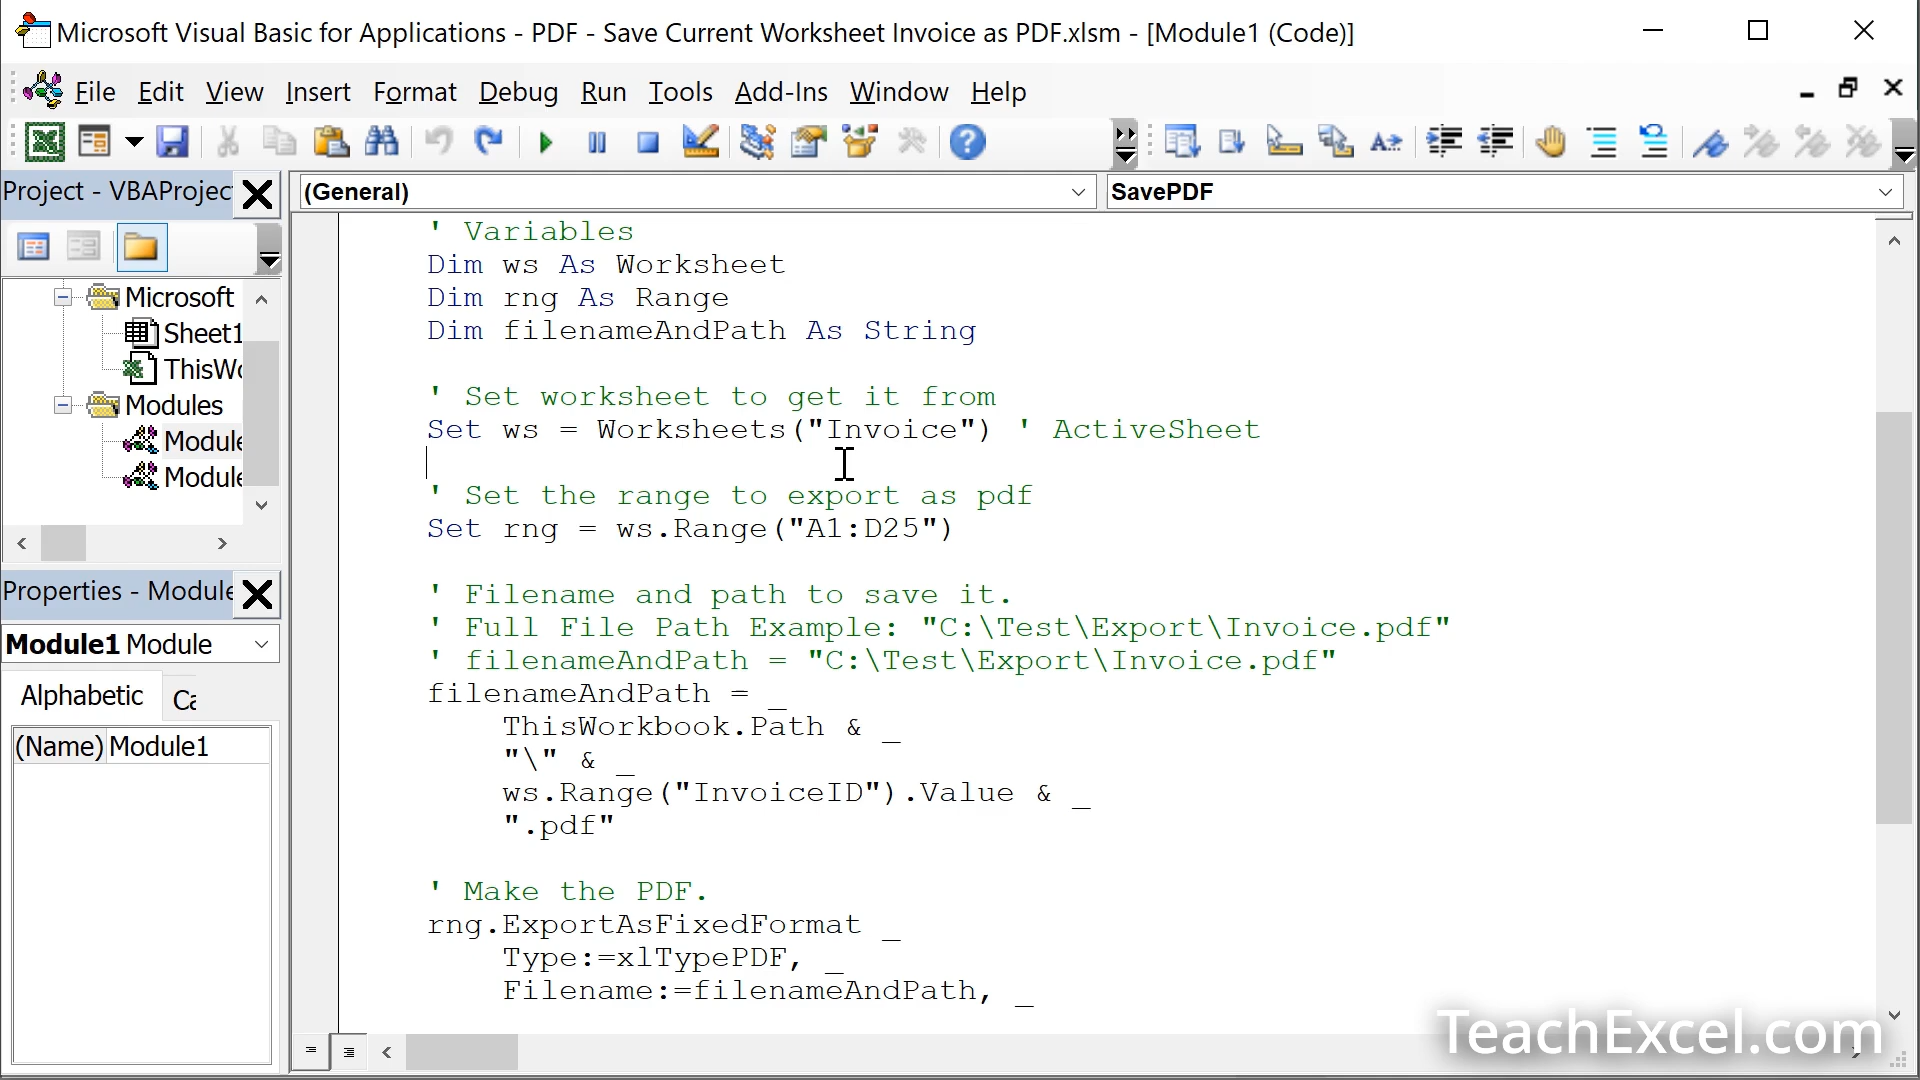 Microsoft Visual Basic for Applications - PDF - Save Current Worksheet Invoice as PDF.xlsm - [Module1 (Code)]
File Edit View Insert Format Debug Run Tools Add-Ins Window Help
Project - VBAProjec
(General)
SavePDF
Microsoft
Sheet1
ThisWo
Modules
Module
Module
Properties - Module
Module1 Module
Alphabetic Ca
(Name) Module1
' Variables
Dim ws As Worksheet
Dim rng As Range
Dim filenameAndPath As String
' Set worksheet to get it from
Set ws = Worksheets("Invoice") ' ActiveSheet
' Set the range to export as pdf
Set rng = ws.Range("A1:D25")
' Filename and path to save it.
' Full File Path Example: "C:\Test\Export\Invoice.pdf"
' filenameAndPath = "C:\Test\Export\Invoice.pdf"
filenameAndPath = _
ThisWorkbook.Path & _
"\" & _
ws.Range("InvoiceID").Value & _
".pdf"
' Make the PDF.
rng.ExportAsFixedFormat _
Type:=xlTypePDF, _
Filename:=filenameAndPath, _
TeachExcel.com